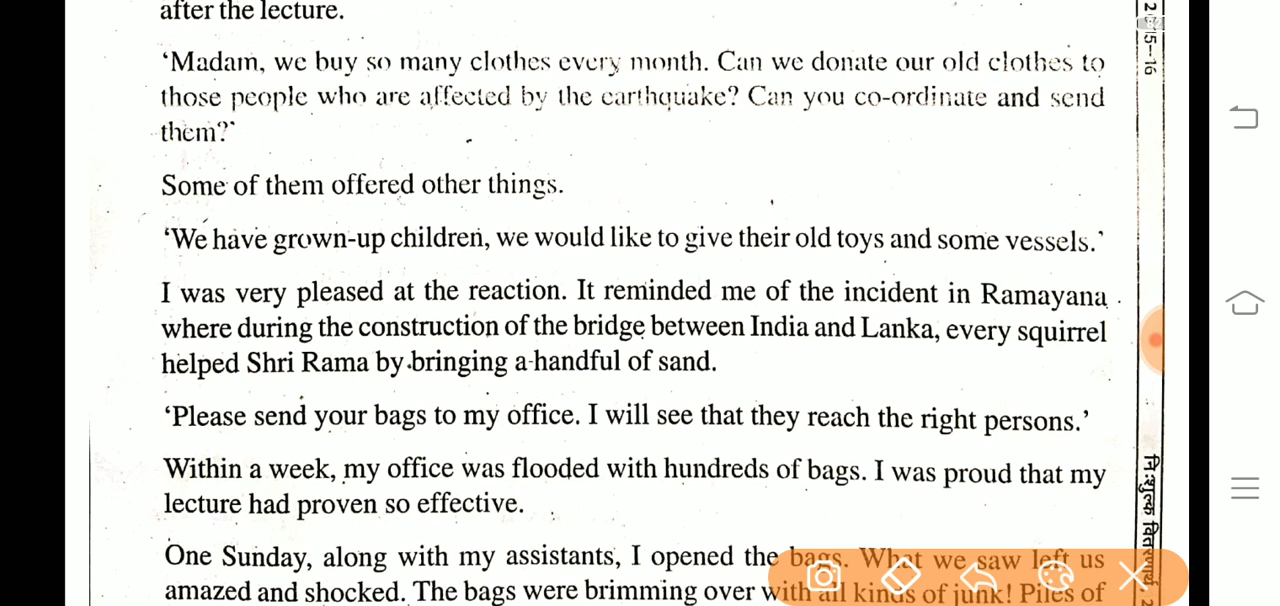 after the lecture.
‘Madam, we buy so many clothes every month. Can we donate our old clothes to
those people who are affected by the earthquake? Can you co-ordinate and send
them?’
Some of them offered other things.
‘We have grown-up children, we would like to give their old toys and some vessels.’
I was very pleased at the reaction. It reminded me of the incident in Ramayana
where during the construction of the bridge between India and Lanka, every squirrel
helped Shri Rama by bringing a handful of sand.
‘Please send your bags to my office. I will see that they reach the right persons.’
Within a week, my office was flooded with hundreds of bags. I was proud that my
lecture had proven so effective.
One Sunday, along with my assistants, I opened the bags. What we saw left us
amazed and shocked. The bags were brimming over with all kinds of junk! Piles of
15-16
निःशुल्क